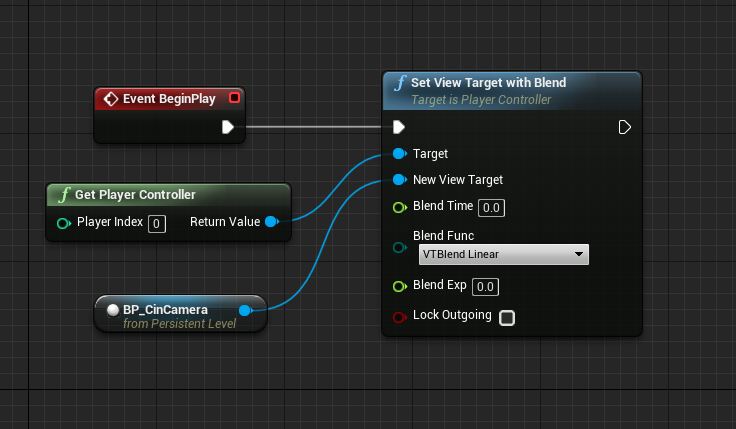 Event BeginPlay
Set View Target with Blend
Target is Player Controller
Target
New View Target
Blend Time 0.0
Blend Func
VTBlend Linear
Blend Exp 0.0
Lock Outgoing
Get Player Controller
Player Index 0 Return Value
BP_CinCamera
from Persistent Level